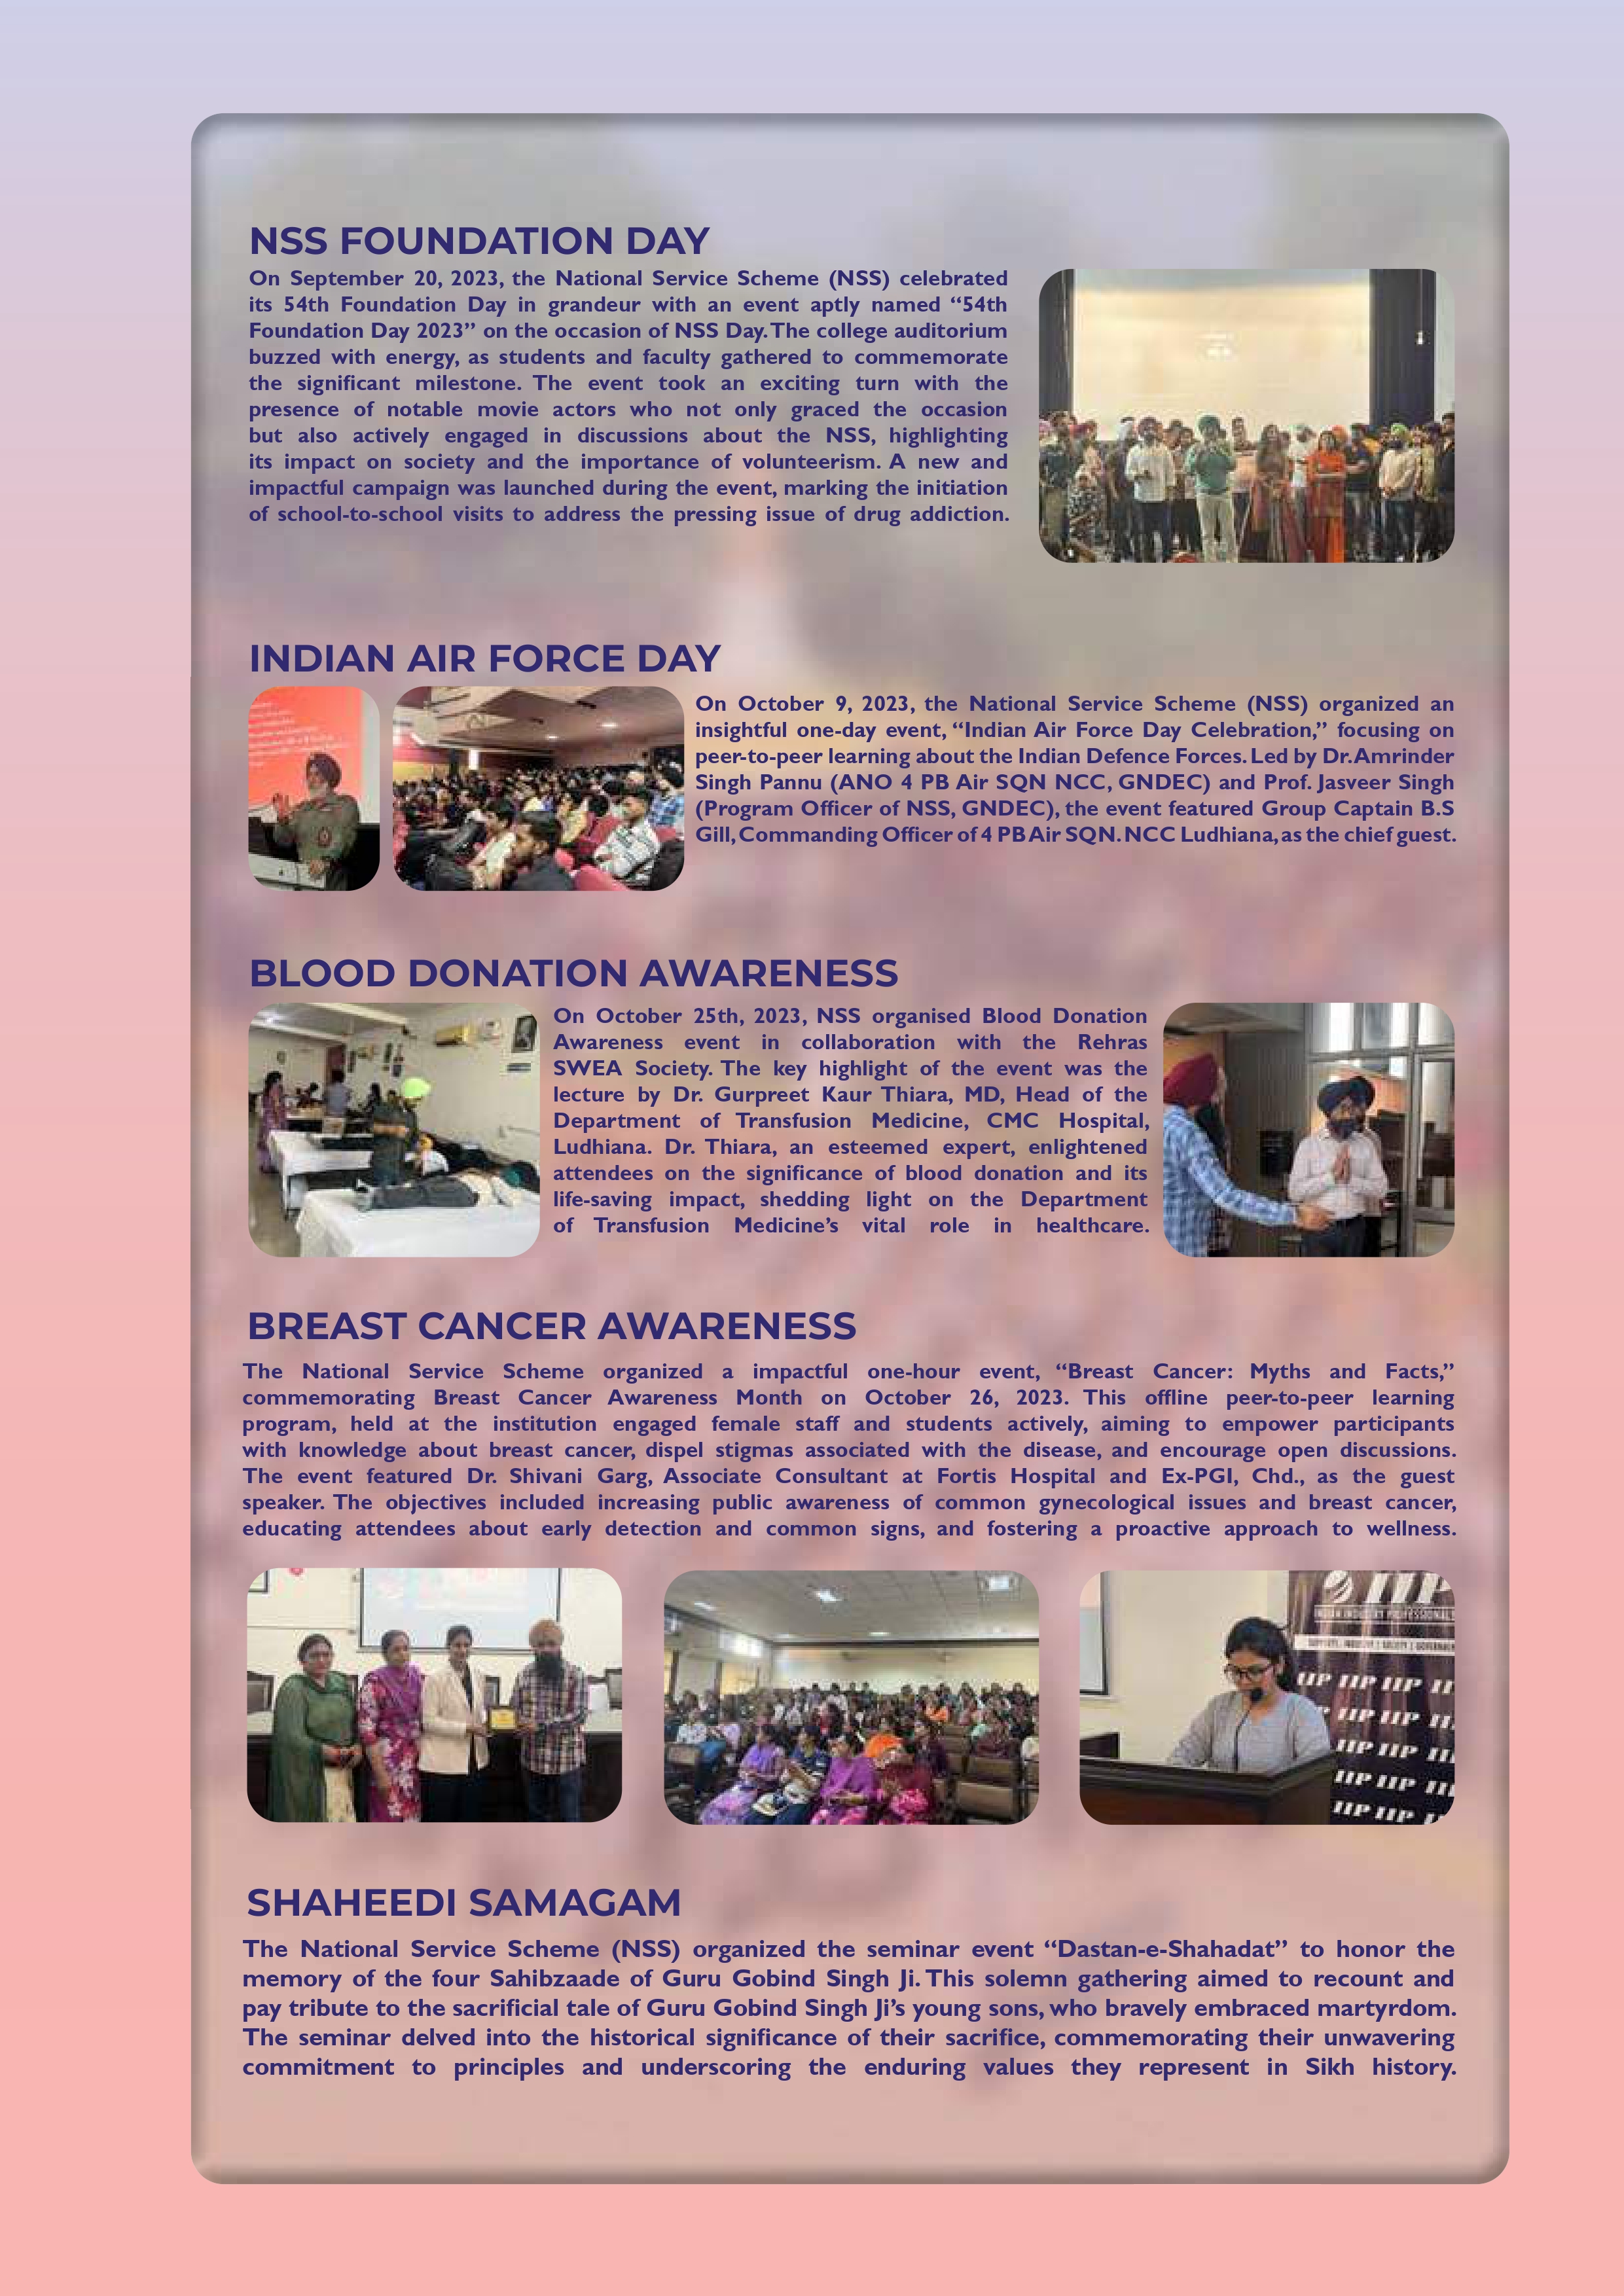 NSS FOUNDATION DAY
On September 20, 2023, the National Service Scheme (NSS) celebrated
its 54th Foundation Day in grandeur with an event aptly named “54th
Foundation Day 2023” on the occasion of NSS Day. The college auditorium
buzzed with energy, as students and faculty gathered to commemorate
the significant milestone. The event took an exciting turn with the
presence of notable movie actors who not only graced the occasion
but also actively engaged in discussions about the NSS, highlighting
its impact on society and the importance of volunteerism. A new and
impactful campaign was launched during the event, marking the initiation
of school-to-school visits to address the pressing issue of drug addiction.
INDIAN AIR FORCE DAY
On October 9, 2023, the National Service Scheme (NSS) organized an
insightful one-day event, “Indian Air Force Day Celebration,” focusing on
peer-to-peer learning about the Indian Defence Forces. Led by Dr. Amrinder
Singh Pannu (ANO 4 PB Air SQN NCC, GNDEC) and Prof. Jasveer Singh
(Program Officer of NSS, GNDEC), the event featured Group Captain B.S
Gill, Commanding Officer of 4 PB Air SQN. NCC Ludhiana, as the chief guest.
BLOOD DONATION AWARENESS
On October 25th, 2023, NSS organised Blood Donation
Awareness event in collaboration with the Rehras
SWEA Society. The key highlight of the event was the
lecture by Dr. Gurpreet Kaur Thiara, MD, Head of the
Department of Transfusion Medicine, CMC Hospital,
Ludhiana. Dr. Thiara, an esteemed expert, enlightened
attendees on the significance of blood donation and its
life-saving impact, shedding light on the Department
of Transfusion Medicine’s vital role in healthcare.
BREAST CANCER AWARENESS
The National Service Scheme organized a impactful one-hour event, “Breast Cancer: Myths and Facts,”
commemorating Breast Cancer Awareness Month on October 26, 2023. This offline peer-to-peer learning
program, held at the institution engaged female staff and students actively, aiming to empower participants
with knowledge about breast cancer, dispel stigmas associated with the disease, and encourage open discussions.
The event featured Dr. Shivani Garg, Associate Consultant at Fortis Hospital and Ex-PGI, Chd., as the guest
speaker. The objectives included increasing public awareness of common gynecological issues and breast cancer,
educating attendees about early detection and common signs, and fostering a proactive approach to wellness.
IIP
INDIAN INDUSTRY PROFESSIONAL
IIP IIP II
IIP IIP II
IIP IIP II
IIP IIP II
IIP IIP II
SHAHEEDI SAMAGAM
The National Service Scheme (NSS) organized the seminar event “Dastan-e-Shahadat” to honor the
memory of the four Sahibzaade of Guru Gobind Singh Ji. This solemn gathering aimed to recount and
pay tribute to the sacrificial tale of Guru Gobind Singh Ji’s young sons, who bravely embraced martyrdom.
The seminar delved into the historical significance of their sacrifice, commemorating their unwavering
commitment to principles and underscoring the enduring values they represent in Sikh history.